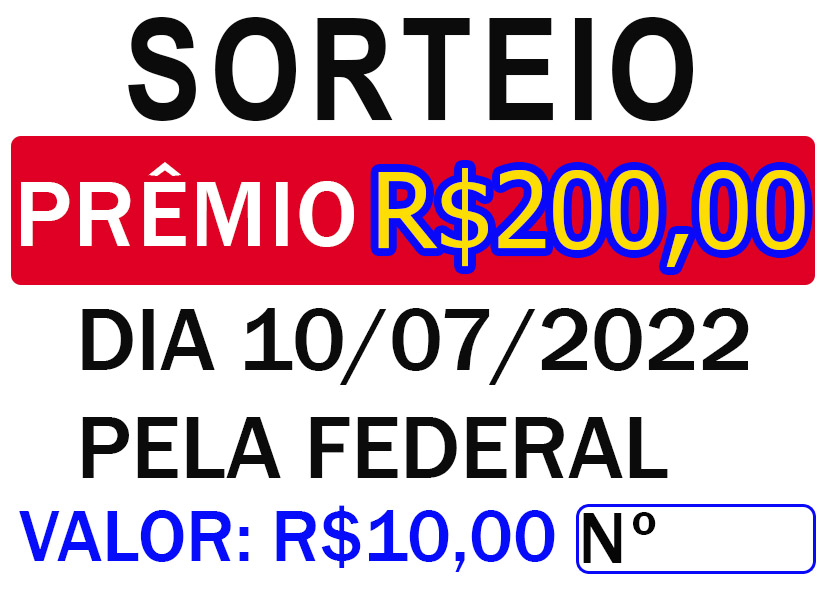 SORTEIO
PRÊMIO R$200,00
DIA 10/07/2022
PELA FEDERAL
VALOR: R$10,00 Nº